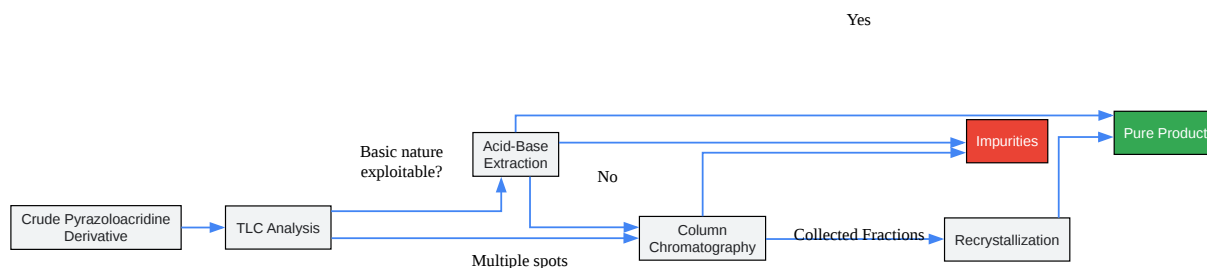 Yes
Pure Product
Impurities
Acid-Base
Extraction
Basic nature
exploitable?
No
Crude Pyrazoloacridine
Derivative
TLC Analysis
Column
Chromatography
Collected Fractions
Recrystallization
Multiple spots